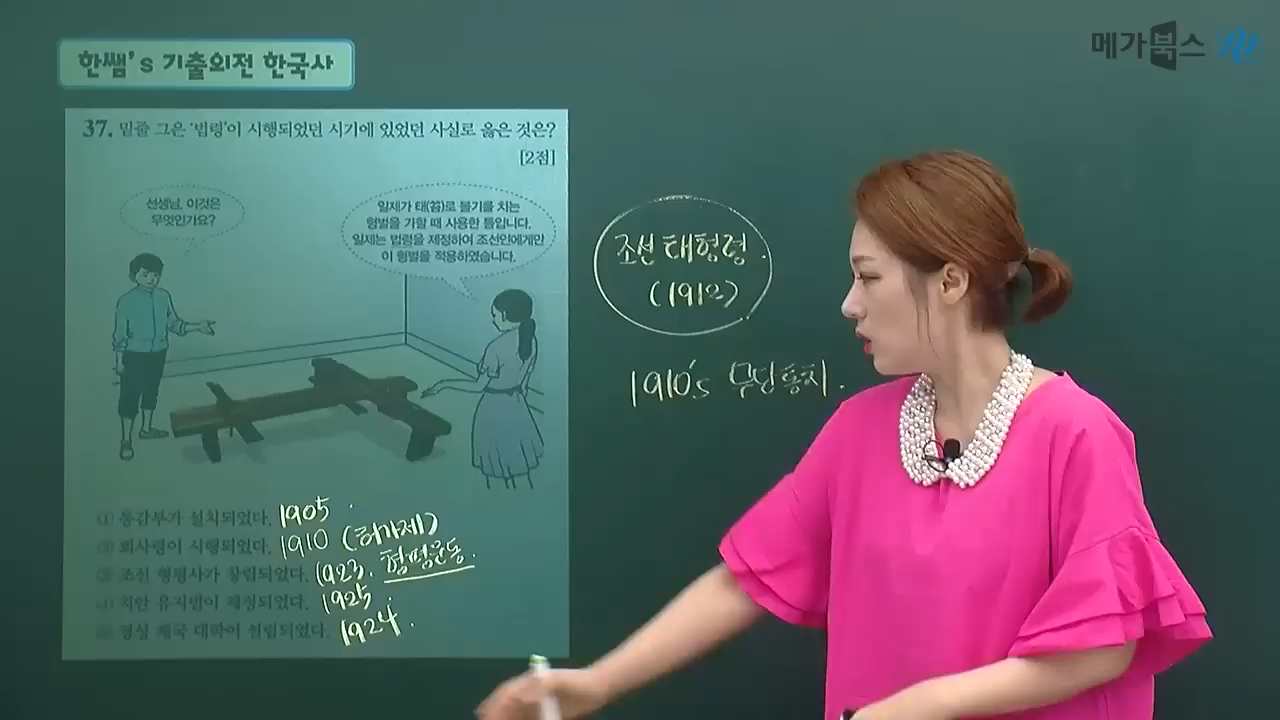 메가북스
한쌤's 기출외전 한국사
37. 밑줄 그은 '법령'이 시행되었던 시기에 있었던 사실로 옳은 것은?
[2점]
선생님, 이것은
무엇인가요?
일제가 태(笞)로 볼기를 치는
형벌을 가할 때 사용한 틀입니다.
일제는 법령을 제정하여 조선인에게만
이 형벌을 적용하였습니다.
조선 태형령.
(1912)
1910's 무단통치.
① 통감부가 설치되었다. 1905
② 회사령이 시행되었다. 1910 (허가제)
③ 조선 형평사가 창립되었다. 1923. 형평운동.
④ 치안 유지법이 제정되었다. 1925
⑤ 경성 제국 대학이 설립되었다. 1924.